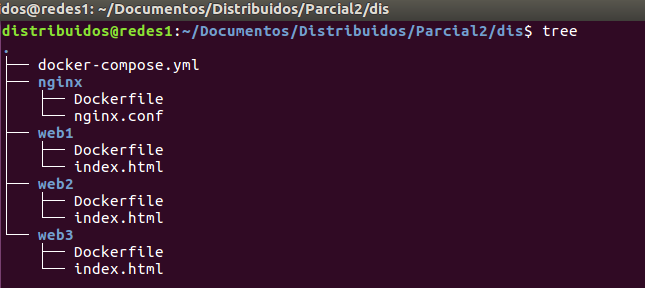 dos@redes1: ~/Documentos/Distribuidos/Parcial2/dis
distribuidos@redes1:~/Documentos/Distribuidos/Parcial2/dis$ tree
.
├── docker-compose.yml
├── nginx
│   ├── Dockerfile
│   └── nginx.conf
├── web1
│   ├── Dockerfile
│   └── index.html
├── web2
│   ├── Dockerfile
│   └── index.html
└── web3
    ├── Dockerfile
    └── index.html